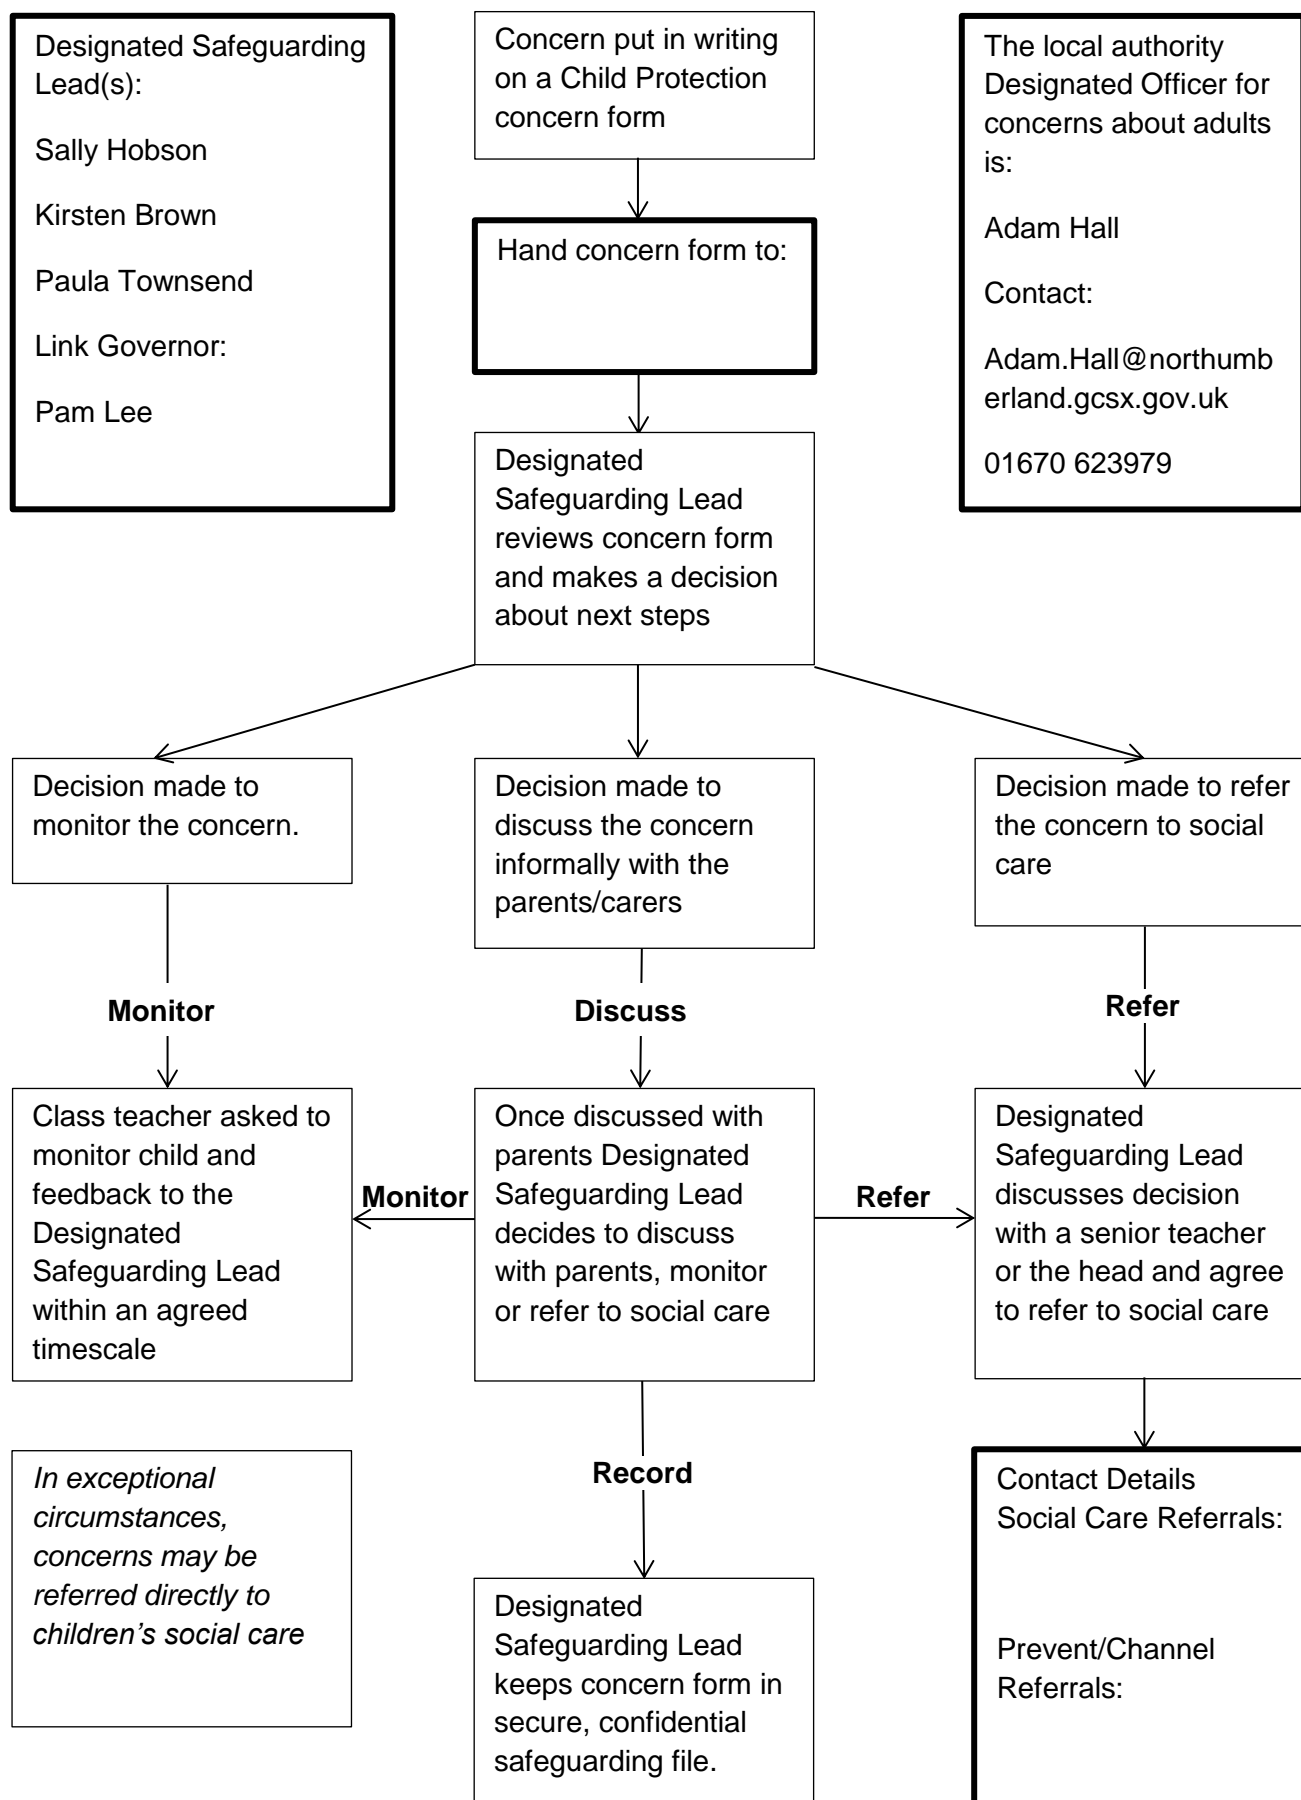 Designated Safeguarding
Lead(s):
Sally Hobson
Kirsten Brown
Paula Townsend
Link Governor:
Pam Lee
Concern put in writing
on a Child Protection
concern form
The local authority
Designated Officer for
concerns about adults
is:
Adam Hall
Contact:
Adam.Hall@northumb
erland.gcsx.gov.uk
01670 623979
Hand concern form to:
Designated
Safeguarding Lead
reviews concern form
and makes a decision
about next steps
Decision made to
monitor the concern.
Decision made to
discuss the concern
informally with the
parents/carers
Decision made to refer
the concern to social
care
Monitor
Discuss
Refer
Class teacher asked to
monitor child and
feedback to the
Designated
Safeguarding Lead
within an agreed
timescale
Monitor
Once discussed with
parents Designated
Safeguarding Lead
decides to discuss
with parents, monitor
or refer to social care
Refer
Designated
Safeguarding Lead
discusses decision
with a senior teacher
or the head and agree
to refer to social care
In exceptional
circumstances,
concerns may be
referred directly to
children’s social care
Record
Designated
Safeguarding Lead
keeps concern form in
secure, confidential
safeguarding file.
Contact Details
Social Care Referrals:
Prevent/Channel
Referrals: